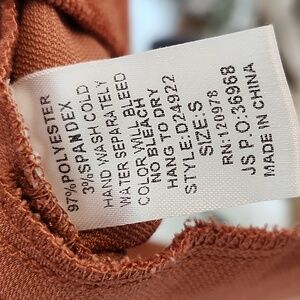 97%POLYESTER
3%SPANDEX
HAND WASH COLD
WATER SEPARATELY
COLOR WILL BLEED
NO BLEACH
HANG TO DRY
STYLE:D24922
SIZE:S
RN:120978
JS P.O:36968
MADE IN CHINA